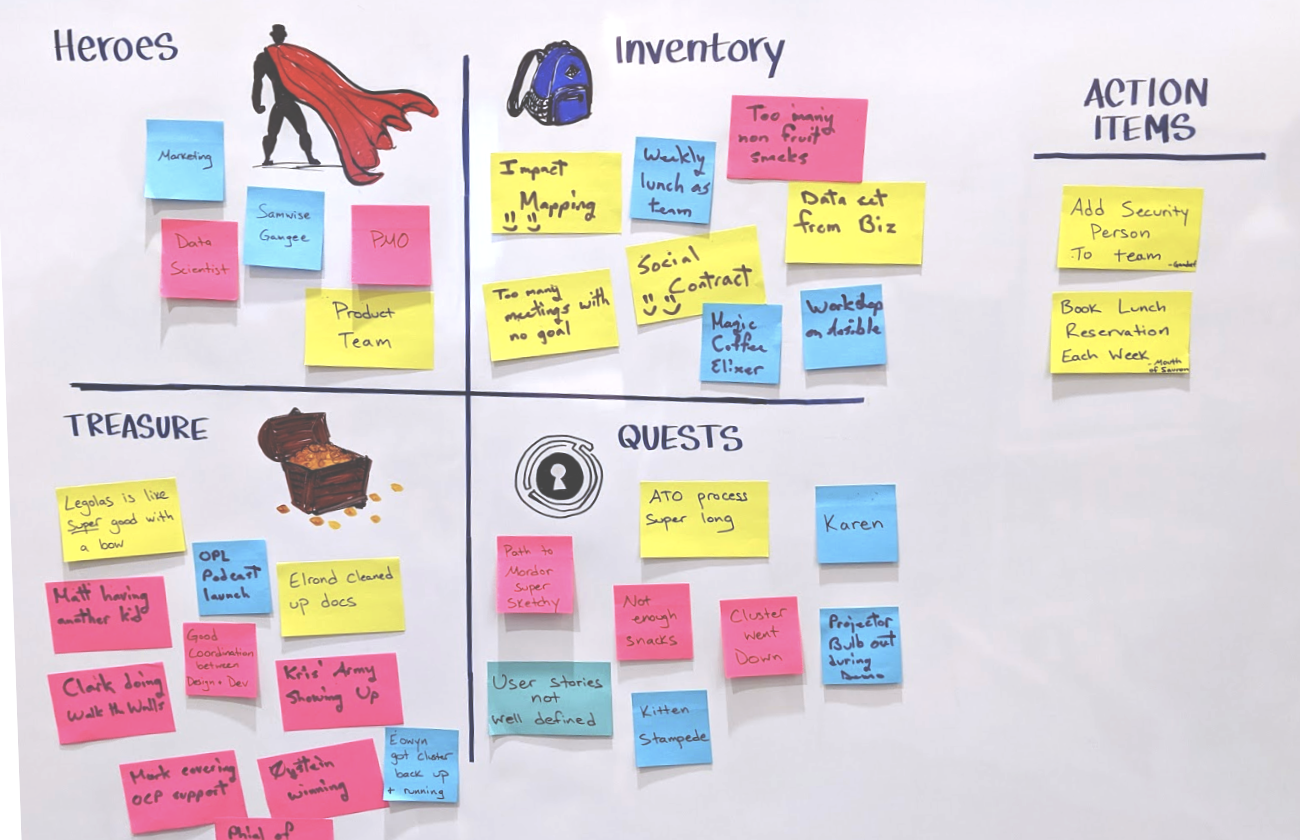 Heroes
Marketing
Samwise
Gamgee
Data
Scientist
PMO
Product
Team
Inventory
Impact
Mapping
Weekly
lunch as
team
Too many
non fruit
snacks
Data set
from Biz
Social
Contract
Too many
meetings with
no goal
Magic
Coffee
Elixer
Workshop
on desible
ACTION
ITEMS
Add Security
Person
To team
-Gandalf
Book Lunch
Reservation
Each Week
- Mouth
of Sauron
TREASURE
Legolas is like
super good with
a bow
OPL
Podcast
launch
Elrond cleaned
up docs
Matt having
another kid
Good
Coordination
between
Design + Dev
Clark doing
Walk the Walls
Kris' Army
Showing Up
Mark covering
OCP support
Øystein
winning
Eowyn
got cluster
back up
+ running
Phial of
QUESTS
ATO process
Super long
Karen
Path to
Mordor
super
sketchy
Not
enough
snacks
Cluster
went
Down
Projector
Bulb out
during
Demo
User stories
not
well defined
Kitten
Stampede